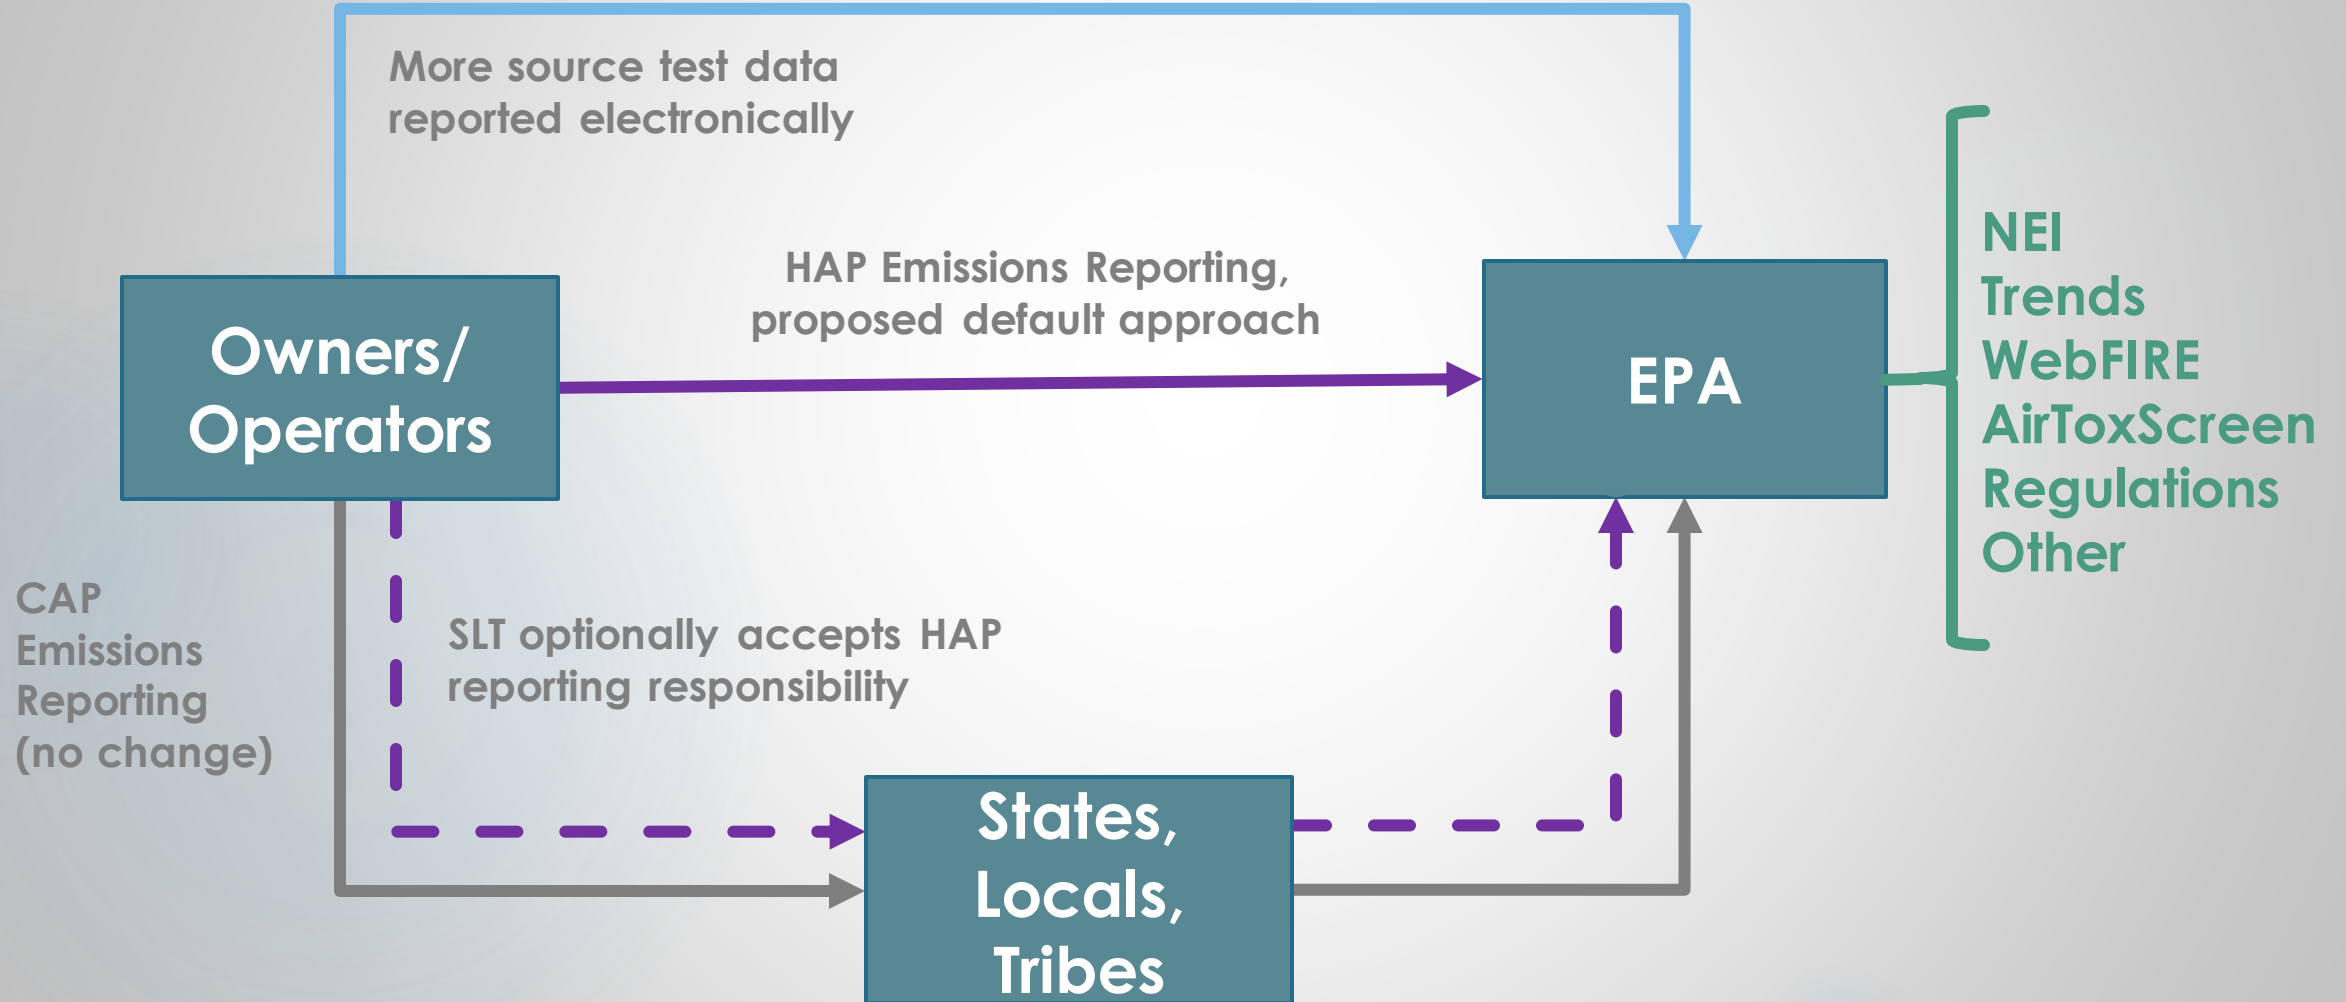 More source test data
reported electronically
HAP Emissions Reporting,
proposed default approach
Owners/
Operators
EPA
NEI
Trends
WebFIRE
AirToxScreen
Regulations
Other
CAP
Emissions
Reporting
(no change)
SLT optionally accepts HAP
reporting responsibility
States,
Locals,
Tribes